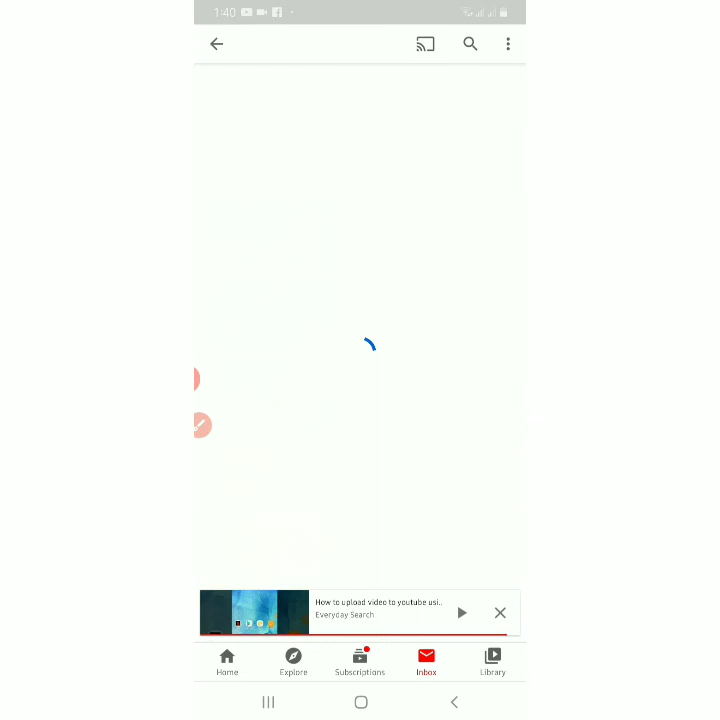 1:40
How to upload video to youtube usi..
Everyday Search
Home
Explore
Subscriptions
Inbox
Library